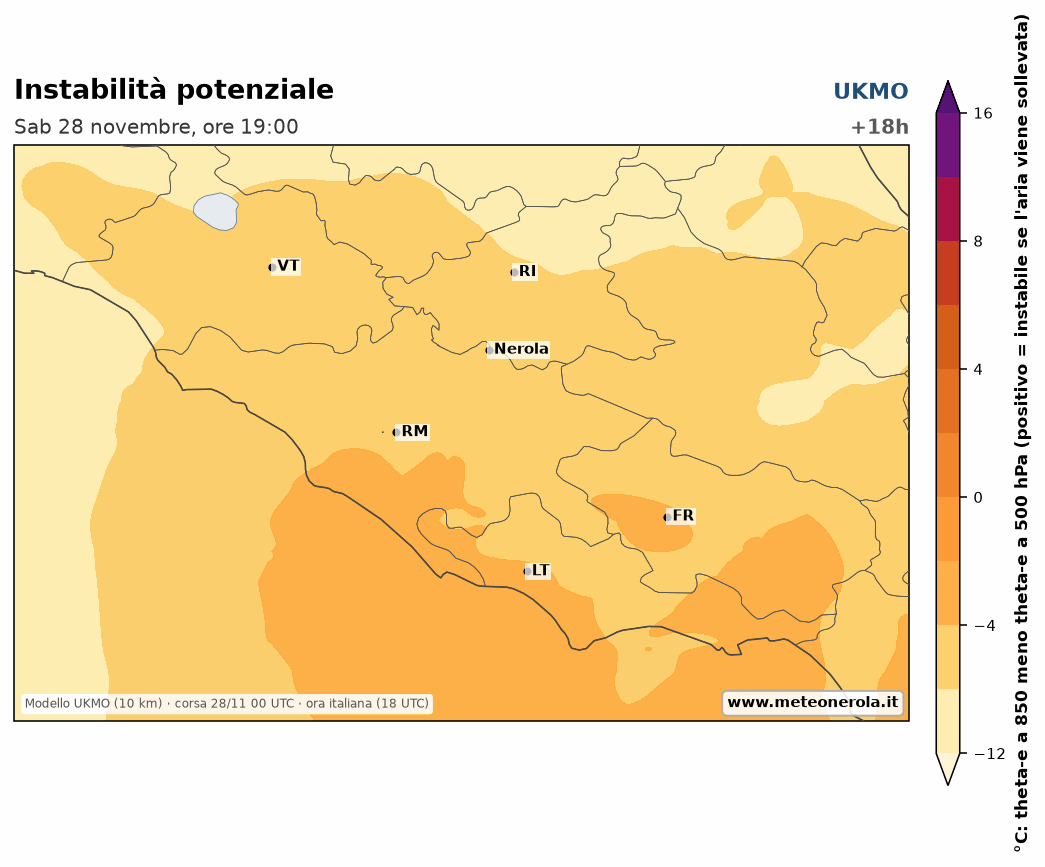 Instabilità potenziale
UKMO
Sab 28 novembre, ore 19:00
+18h
VT
RI
Nerola
RM
FR
LT
Modello UKMO (10 km) · corsa 28/11 00 UTC · ora italiana (18 UTC)
www.meteonerola.it
16
8
4
0
−4
−12
°C: theta-e a 850 meno theta-e a 500 hPa (positivo = instabile se l'aria viene sollevata)